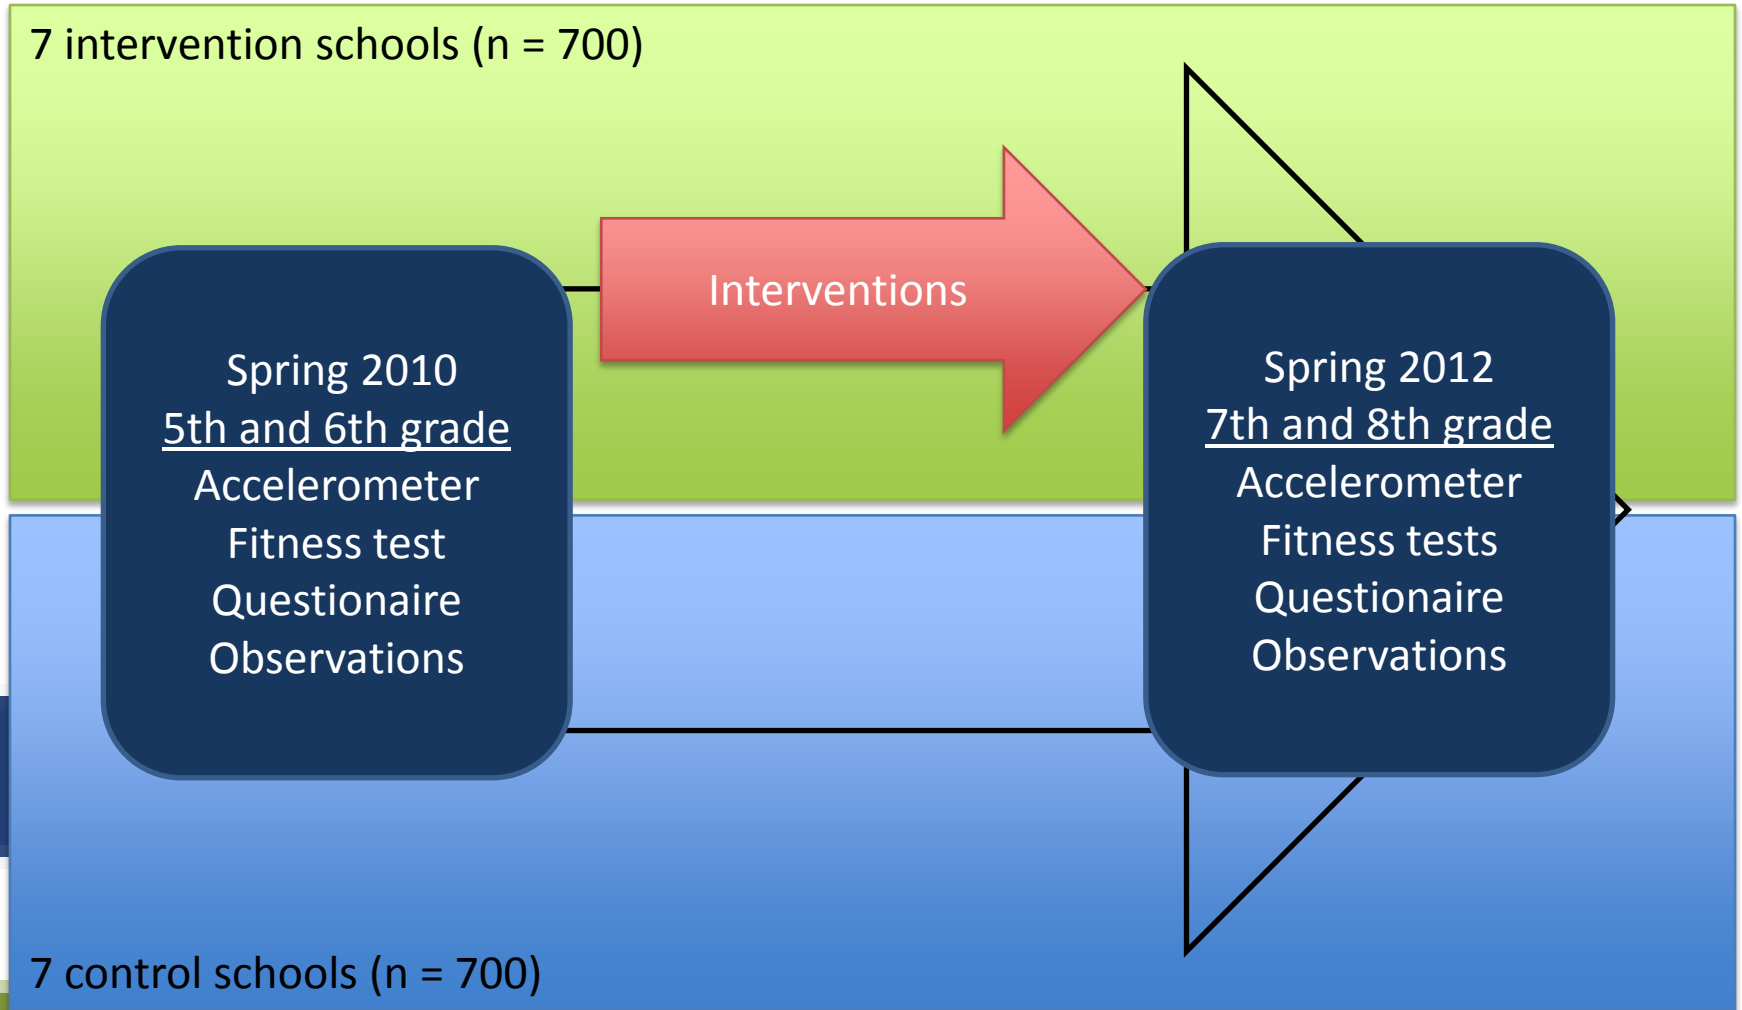 7 intervention schools (n = 700)
Interventions
Spring 2010
5th and 6th grade
Accelerometer
Fitness test
Questionaire
Observations
Spring 2012
7th and 8th grade
Accelerometer
Fitness tests
Questionaire
Observations
7 control schools (n = 700)